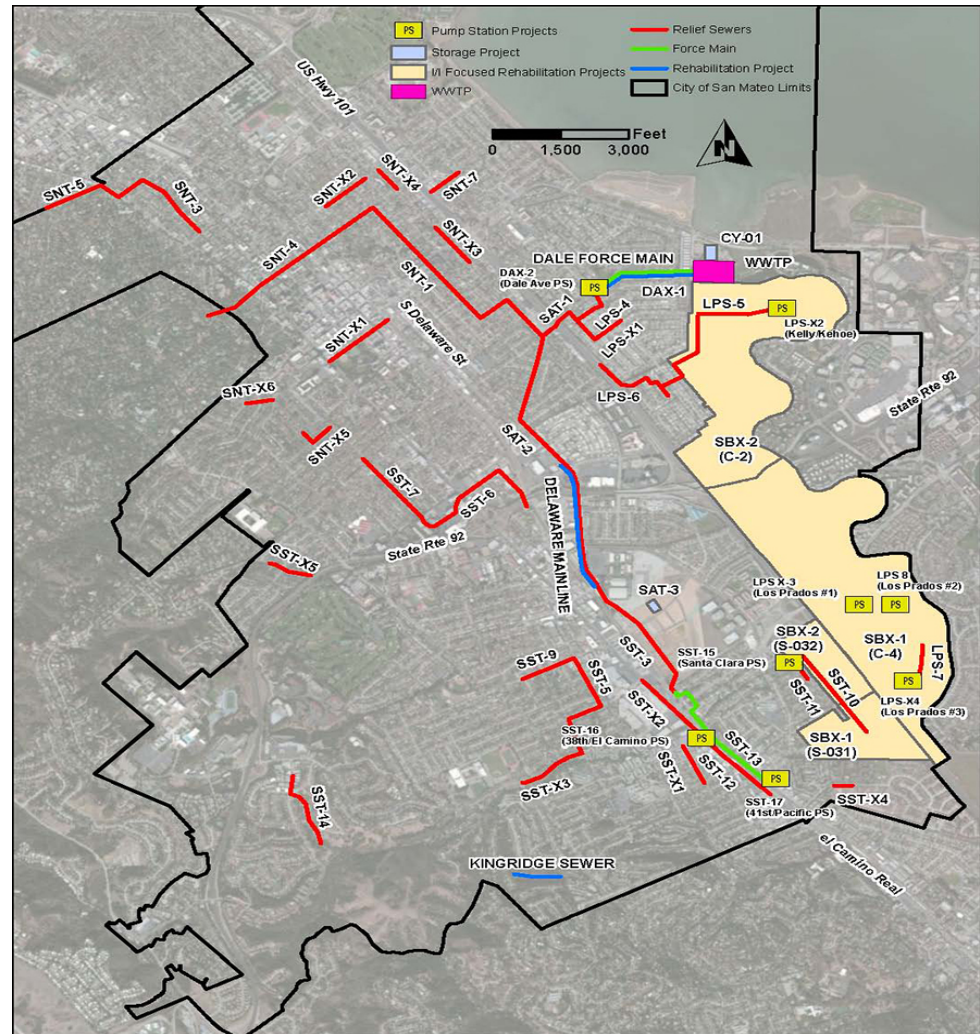 PS Pump Station Projects
Storage Project
I/I Focused Rehabilitation Projects
WWTP
Relief Sewers
Force Main
Rehabilitation Project
City of San Mateo Limits
US Hwy 101
Feet
0 1,500 3,000
N
SNT-5
SNT-3
SNT-X2
SNT-X4
SNT-7
SNT-4
SNT-1
SNT-X3
CY-01
DALE FORCE MAIN
WWTP
DAX-2
(Dale Ave PS)
PS
DAX-1
SAT-1
LPS-4
LPS-X1
LPS-5
PS
LPS-X2
(Kelly/Kehoe)
S Delaware St
SNT-X1
LPS-6
SNT-X6
SNT-X5
State Rte 92
SAT-2
SBX-2
(C-2)
SST-7
SST-6
State Rte 92
DELAWARE MAINLINE
SST-X5
SAT-3
LPS X-3
(Los Prados #1)
LPS 8
(Los Prados #2)
PS
PS
SBX-2
(S-032)
SBX-1
(C-4)
LPS-7
SST-3
SST-15
(Santa Clara PS)
PS
SST-11
SST-10
PS
LPS-X4
(Los Prados #3)
SST-9
SST-5
SST-X2
SST-16
(38th/El Camino PS)
PS
SST-13
SBX-1
(S-031)
SST-X3
SST-X1
SST-12
PS
SST-17
(41st/Pacific PS)
SST-X4
SST-14
KINGRIDGE SEWER
el Camino Real